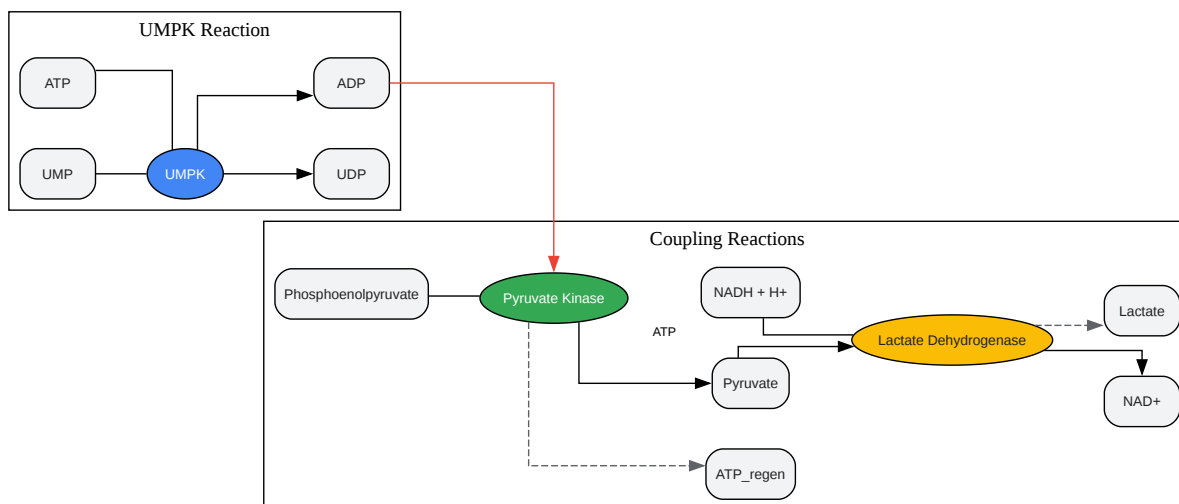 UMPK Reaction
ATP
ADP
UMP
UMPK
UDP
Coupling Reactions
Phosphoenolpyruvate
Pyruvate Kinase
NADH + H+
Lactate
ATP
Lactate Dehydrogenase
Pyruvate
NAD+
ATP_regen